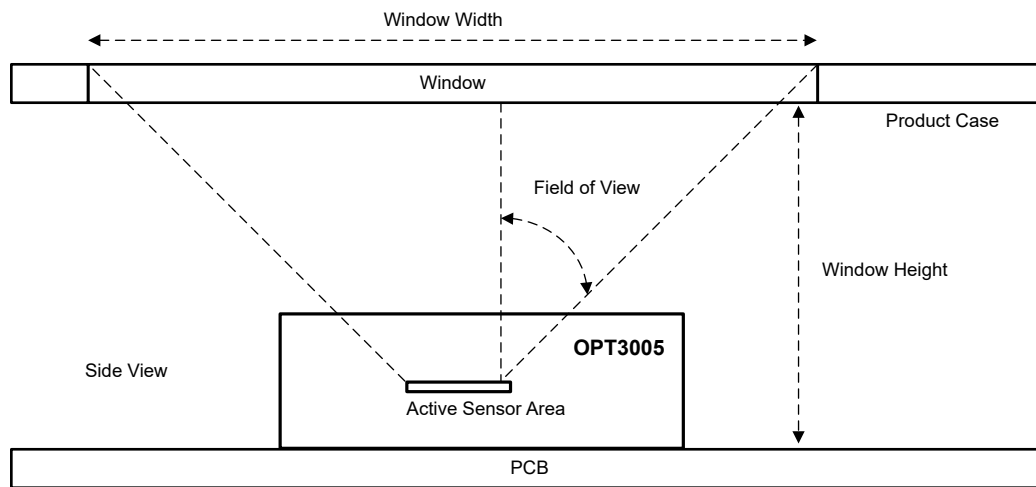 Window Width
Window
Product Case
Field of View
Window Height
OPT3005
Side View
Active Sensor Area
PCB